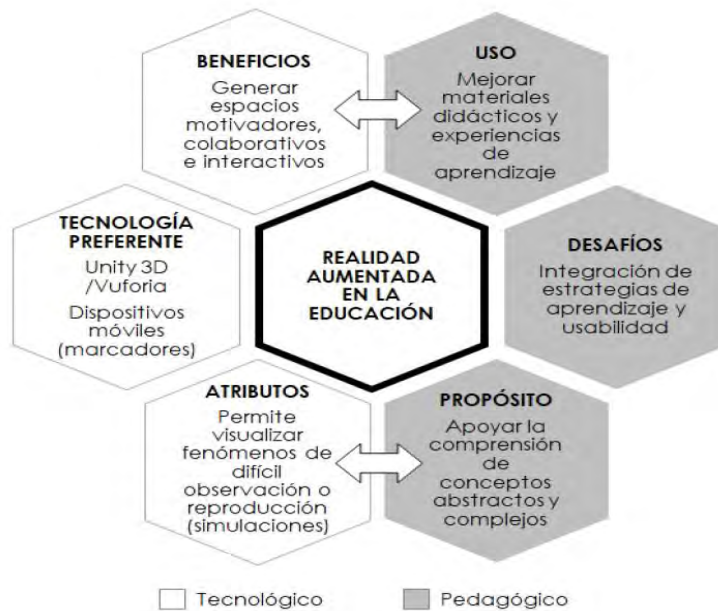 BENEFICIOS
Generar
espacios
motivadores,
colaborativos
e interactivos
USO
Mejorar
materiales
didácticos y
experiencias
de
aprendizaje
TECNOLOGÍA
PREFERENTE
Unity 3D
/Vuforia
Dispositivos
móviles
(marcadores)
REALIDAD
AUMENTADA
EN LA
EDUCACIÓN
DESAFÍOS
Integración de
estrategias de
aprendizaje y
usabilidad
ATRIBUTOS
Permite
visualizar
fenómenos de
difícil
observación o
reproducción
(simulaciones)
PROPÓSITO
Apoyar la
comprensión
de
conceptos
abstractos y
complejos
Tecnológico
Pedagógico